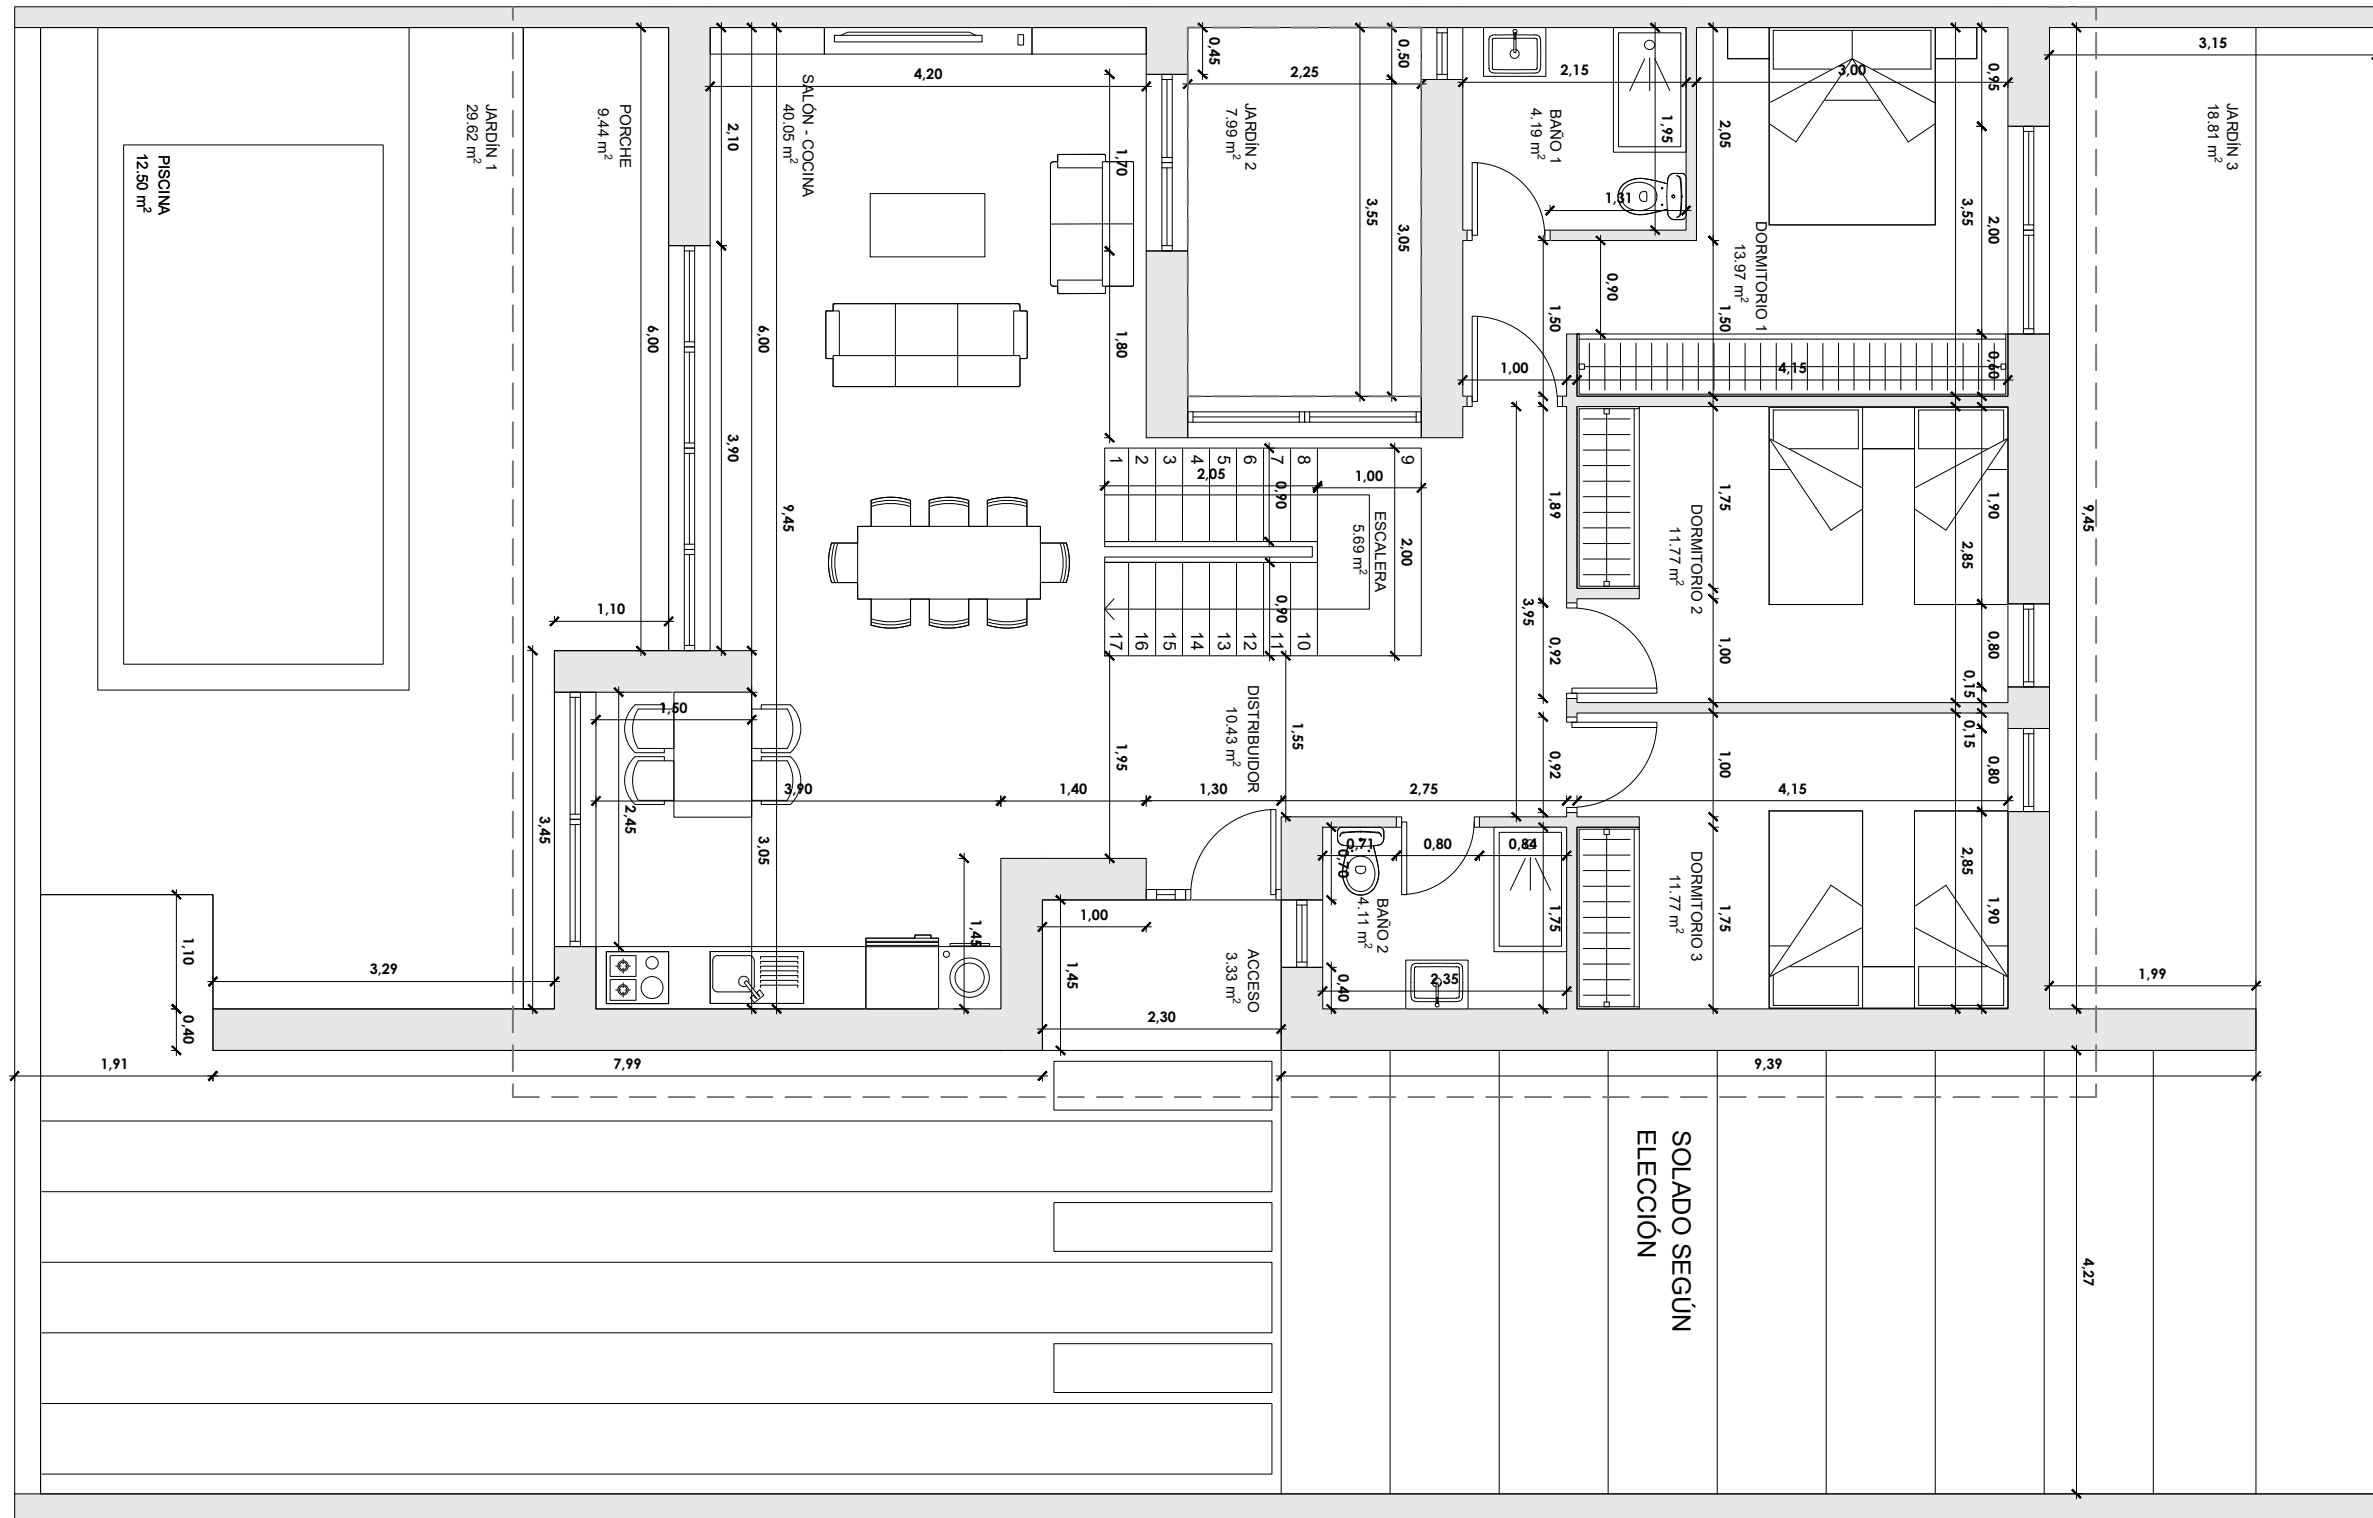 3,15
4,20
0,45
2,25
0,50
2,15
3,00
0,95
PISCINA
12.50 m²
JARDÍN 1
29.62 m²
PORCHE
9.44 m²
SALÓN - COCINA
40.05 m²
2,10
1,70
JARDÍN 2
7.99 m²
BAÑO 1
4.19 m²
1,95
2,05
JARDÍN 3
18.81 m²
3,55
3,05
1,31
3,55
2,00
DORMITORIO 1
13.97 m²
0,90
6,00
6,00
1,80
1,50
1,50
1,00
4,15
0,60
3,90
9,45
1 2 3 4 5 6 7 8 9
2,05
1,00
0,90
ESCALERA
5.69 m²
2,00
1,89
1,75
DORMITORIO 2
11.77 m²
1,90
2,85
9,45
1,10
0,90
3,95
17 16 15 14 13 12 11 10
0,92
1,00
0,80
0,15
1,50
DISTRIBUIDOR
10.43 m²
1,95
1,55
0,15
0,92
1,00
0,80
3,90
1,40
1,30
2,75
4,15
2,45
3,45
3,05
0,71
0,80
0,84
0,70
2,85
DORMITORIO 3
11.77 m²
1,90
1,10
1,45
1,00
BAÑO 2
4.11 m²
1,75
1,75
3,29
1,45
ACCESO
3.33 m²
0,40
2,35
1,99
0,40
2,30
1,91
7,99
9,39
SOLADO SEGÚN
ELECCIÓN
4,27